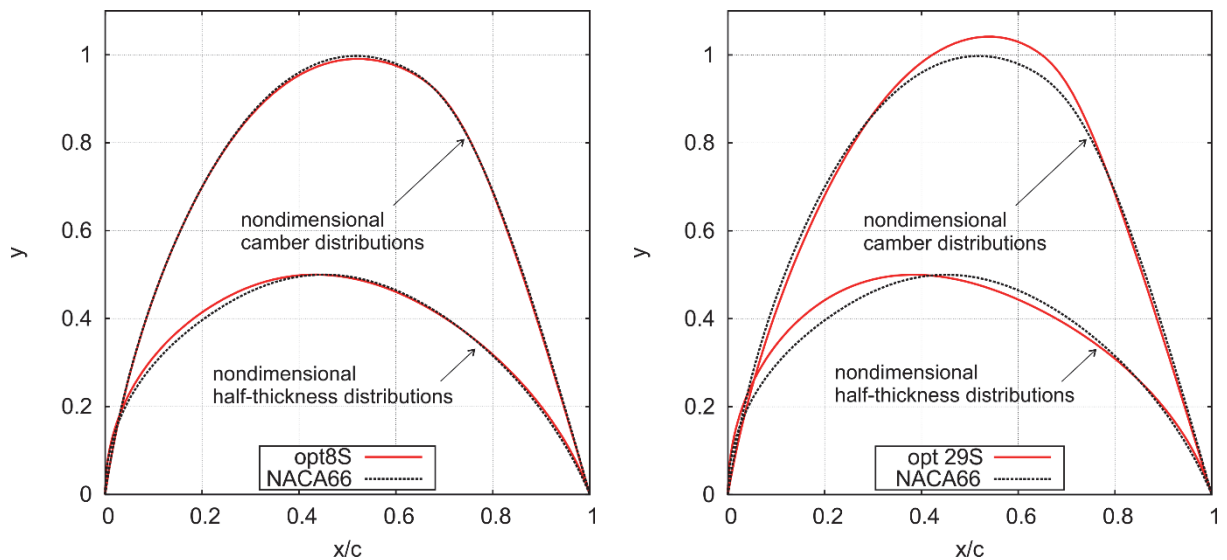 1
0.8
0.6
0.4
0.2
0
y
nondimensional
camber distributions
nondimensional
half-thickness distributions
opt8S
NACA66
0 0.2 0.4 0.6 0.8 1
x/c
1
0.8
0.6
0.4
0.2
0
y
nondimensional
camber distributions
nondimensional
half-thickness distributions
opt 29S
NACA66
0 0.2 0.4 0.6 0.8 1
x/c